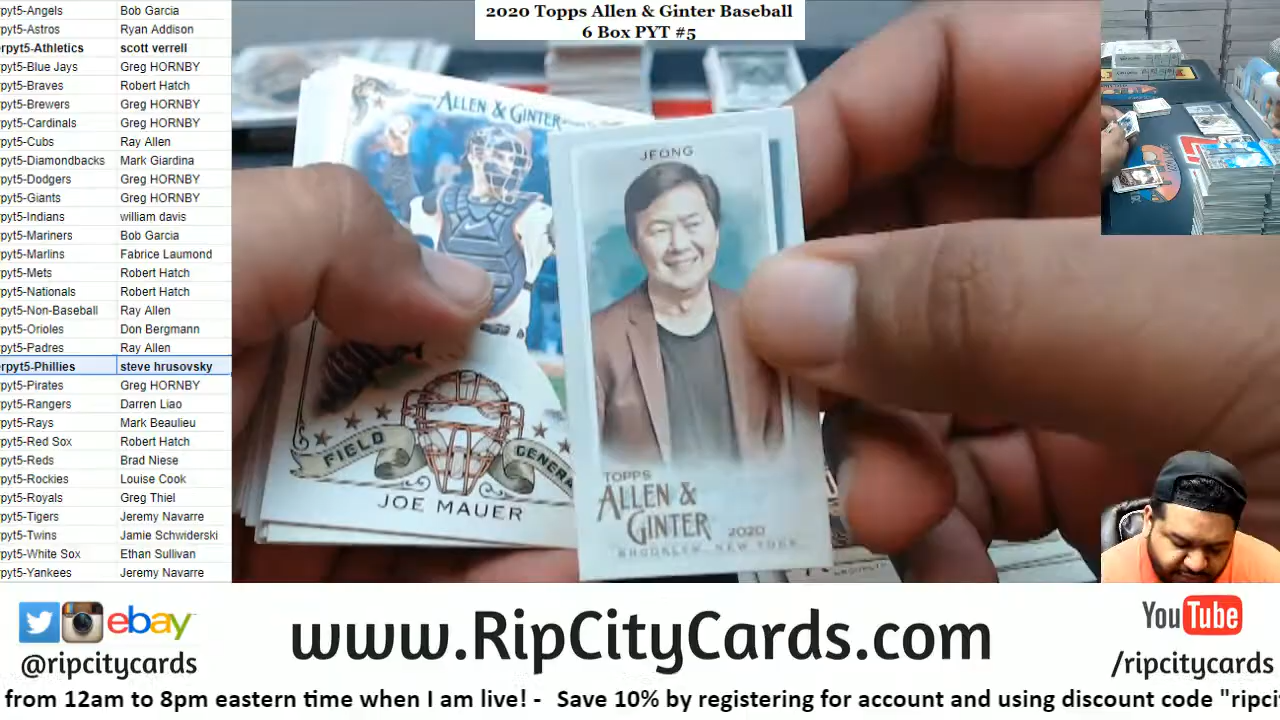 2020 Topps Allen & Ginter Baseball
6 Box PYT #5
rpyt5-Angels Bob Garcia
pyt5-Astros Ryan Addison
erpyt5-Athletics scott verrell
pyt5-Blue Jays Greg HORNBY
pyt5-Braves Robert Hatch
pyt5-Brewers Greg HORNBY
pyt5-Cardinals Greg HORNBY
pyt5-Cubs Ray Allen
pyt5-Diamondbacks Mark Giardina
pyt5-Dodgers Greg HORNBY
pyt5-Giants Greg HORNBY
pyt5-Indians william davis
pyt5-Mariners Bob Garcia
pyt5-Marlins Fabrice Laumond
pyt5-Mets Robert Hatch
pyt5-Nationals Robert Hatch
pyt5-Non-Baseball Ray Allen
pyt5-Orioles Don Bergmann
pyt5-Padres Ray Allen
erpyt5-Phillies steve hrusovsky
pyt5-Pirates Greg HORNBY
pyt5-Rangers Darren Liao
pyt5-Rays Mark Beaulieu
pyt5-Red Sox Robert Hatch
pyt5-Reds Brad Niese
pyt5-Rockies Louise Cook
pyt5-Royals Greg Thiel
pyt5-Tigers Jeremy Navarre
pyt5-Twins Jamie Schwiderski
pyt5-White Sox Ethan Sullivan
pyt5-Yankees Jeremy Navarre
ALLEN & GINTER
FIELD GENERA
JOE MAUER
JEONG
TOPPS
ALLEN &
GINTER 2020
BROOKLYN, NEW YORK
ebay
@ripcitycards
www.RipCityCards.com
YouTube
/ripcitycards
from 12am to 8pm eastern time when I am live! - Save 10% by registering for account and using discount code "ripci